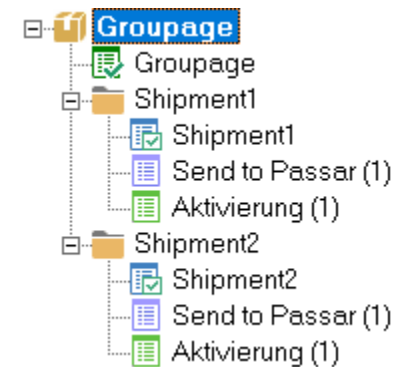 Groupage
Groupage
Shipment1
Shipment1
Send to Passar (1)
Aktivierung (1)
Shipment2
Shipment2
Send to Passar (1)
Aktivierung (1)